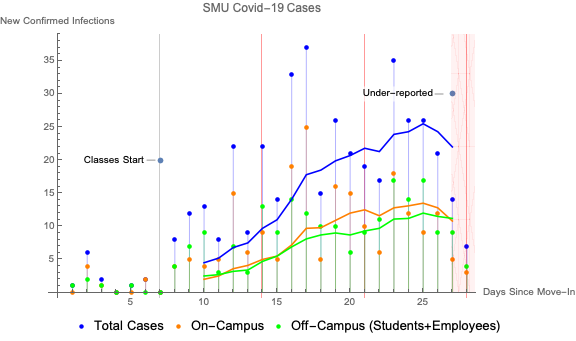 SMU Covid-19 Cases
New Confirmed Infections
35
30
25
20
15
10
5
Under-reported
Classes Start
5
10
15
20
25
Days Since Move-In
Total Cases
On-Campus
Off-Campus (Students+Employees)